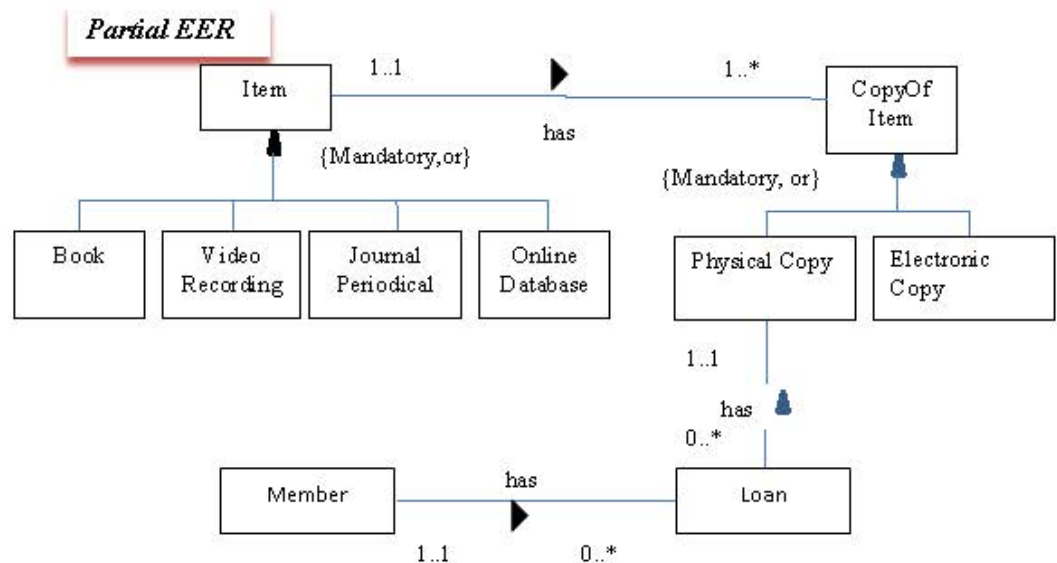 Partial EER
1..1
1..*
Item
CopyOf
Item
has
{Mandatory,or}
{Mandatory, or}
Book
Video
Recording
Journal
Periodical
Online
Database
Physical Copy
Electronic
Copy
1..1
has
0..*
Member
has
Loan
1..1
0..*